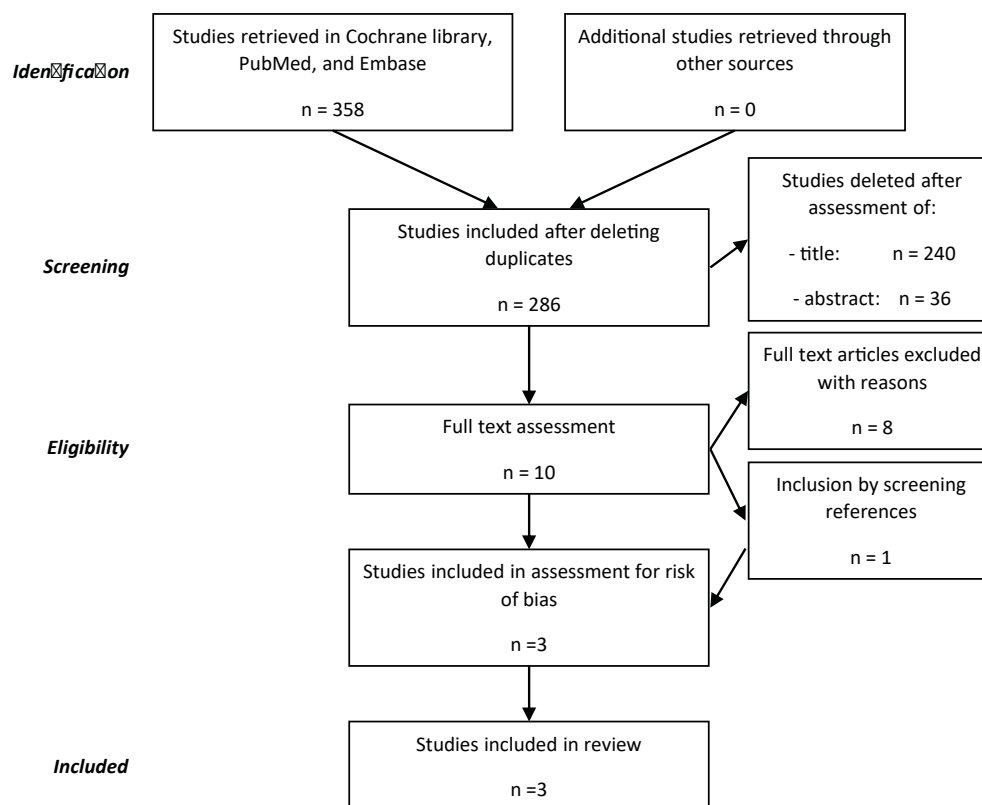 Studies retrieved in Cochrane library,
PubMed, and Embase
n = 358
Additional studies retrieved through
other sources
n = 0
Iden▯fica▯on
Studies deleted after
assessment of:
- title: n = 240
- abstract: n = 36
Studies included after deleting
duplicates
n = 286
Screening
Full text articles excluded
with reasons
n = 8
Full text assessment
n = 10
Eligibility
Inclusion by screening
references
n = 1
Studies included in assessment for risk
of bias
n =3
Studies included in review
n =3
Included